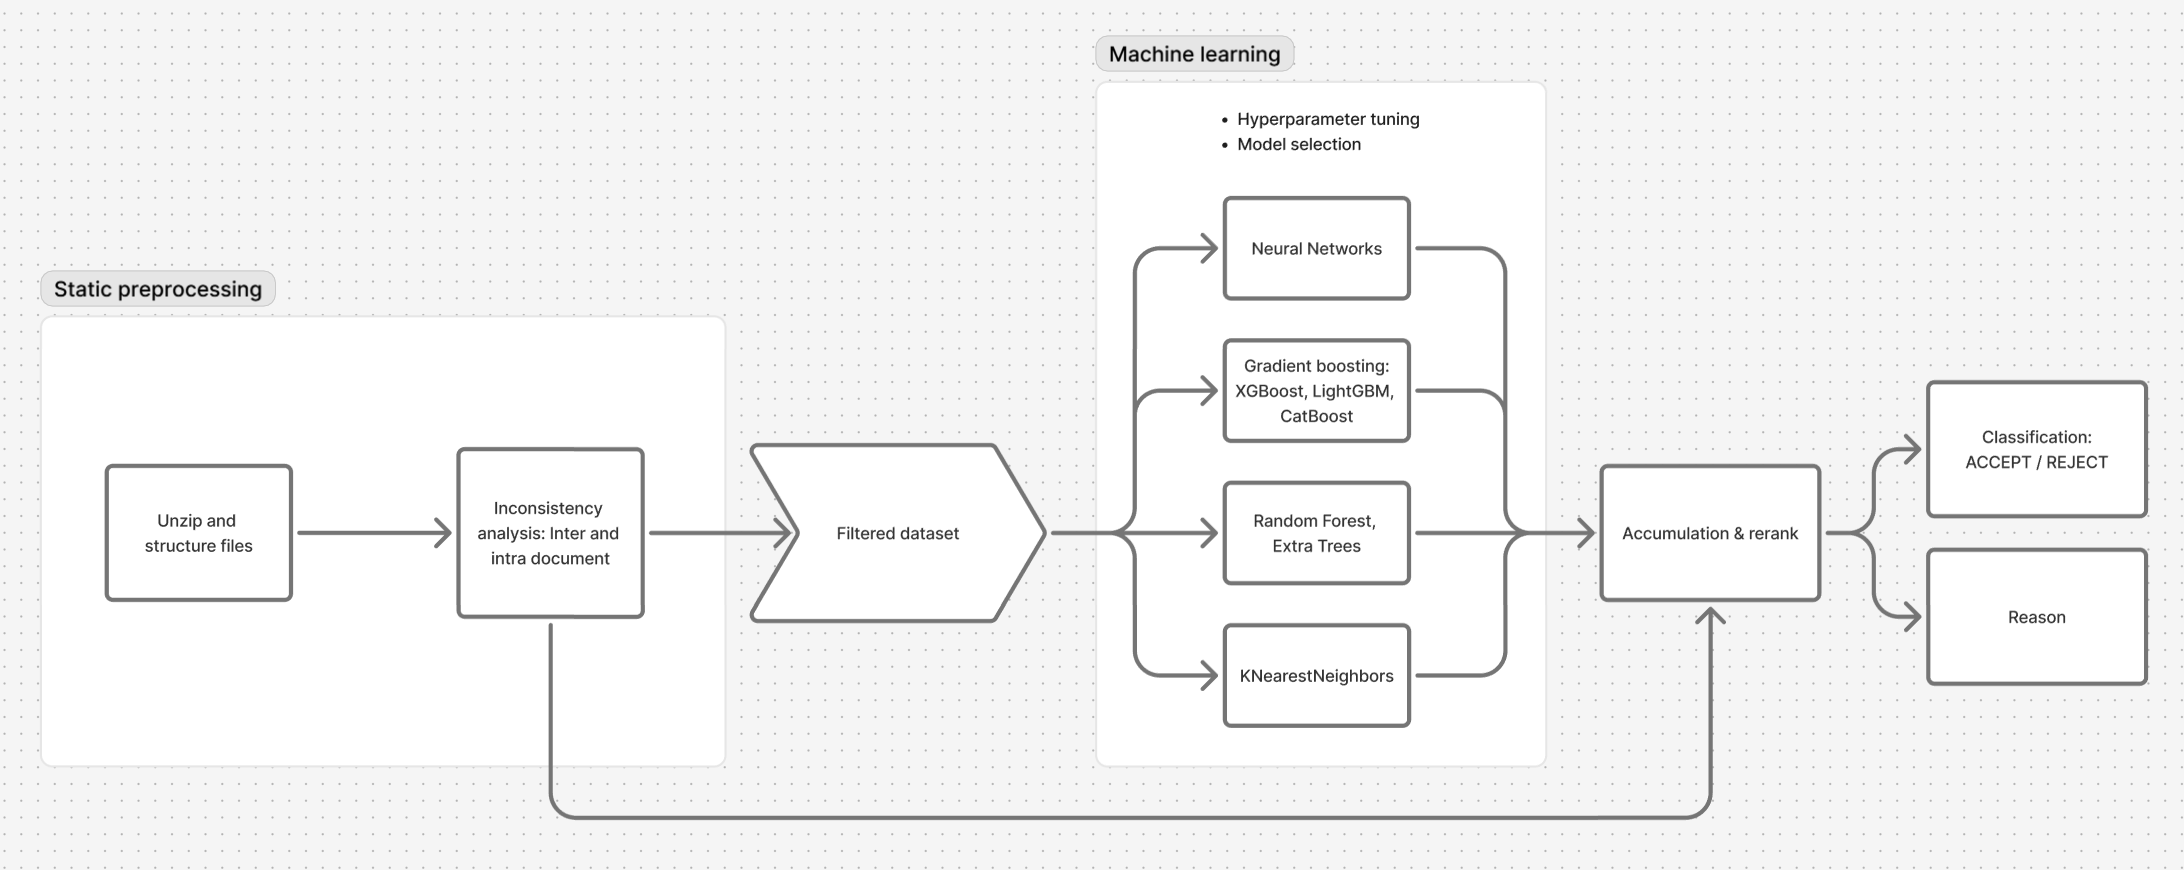 Machine learning
• Hyperparameter tuning
• Model selection
Neural Networks
Static preprocessing
Gradient boosting:
XGBoost, LightGBM,
CatBoost
Unzip and
structure files
Inconsistency
analysis: Inter and
intra document
Filtered dataset
Random Forest,
Extra Trees
KNearestNeighbors
Accumulation & rerank
Classification:
ACCEPT / REJECT
Reason